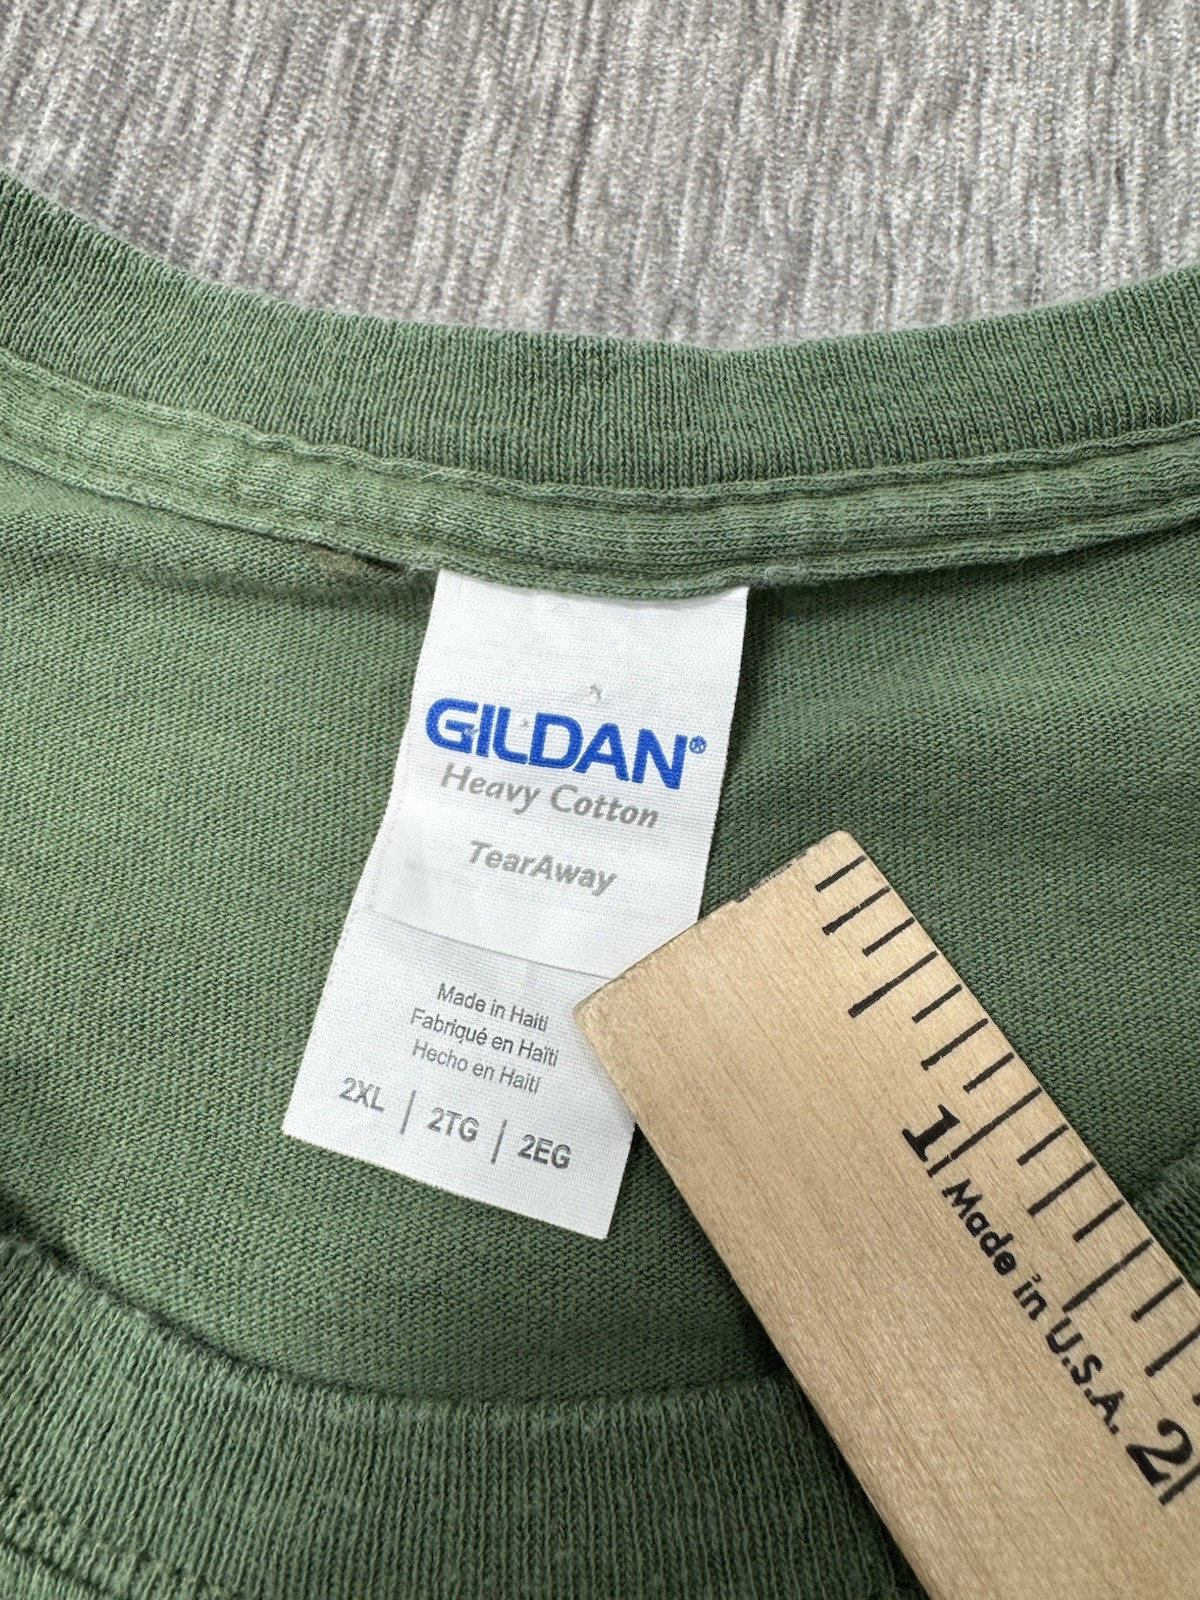 GILDAN®
Heavy Cotton
TearAway
Made in Haiti
Fabriqué en Haïti
Hecho en Haiti
2XL | 2TG | 2EG
1
Made in U.S.A.
2